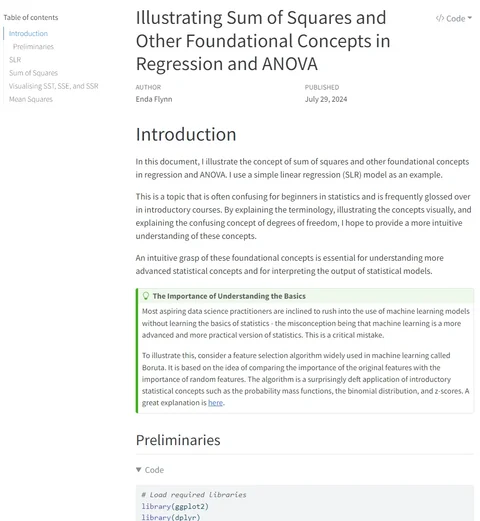 Table of contents
Introduction
Preliminaries
SLR
Sum of Squares
Visualising SST, SSE, and SSR
Mean Squares
Illustrating Sum of Squares and
Other Foundational Concepts in
Regression and ANOVA
</> Code
AUTHOR
Enda Flynn
PUBLISHED
July 29, 2024
Introduction
In this document, I illustrate the concept of sum of squares and other foundational concepts
in regression and ANOVA. I use a simple linear regression (SLR) model as an example.
This is a topic that is often confusing for beginners in statistics and is frequently glossed over
in introductory courses. By explaining the terminology, illustrating the concepts visually, and
explaining the confusing concept of degrees of freedom, I hope to provide a more intuitive
understanding of these concepts.
An intuitive grasp of these foundational concepts is essential for understanding more
advanced statistical concepts and for interpreting the output of statistical models.
The Importance of Understanding the Basics
Most aspiring data science practitioners are inclined to rush into the use of machine learning models
without learning the basics of statistics - the misconception being that machine learning is a more
advanced and more practical version of statistics. This is a critical mistake.
To illustrate this, consider a feature selection algorithm widely used in machine learning called
Boruta. It is based on the idea of comparing the importance of the original features with the
importance of random features. The algorithm is a surprisingly deft application of introductory
statistical concepts such as the probability mass functions, the binomial distribution, and z-scores. A
great explanation is here.
Preliminaries
Code
# Load required libraries
library(ggplot2)
library(dplyr)